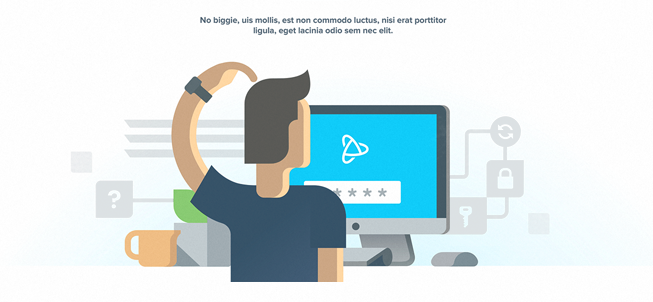 No biggie, uis mollis, est non commodo luctus, nisi erat porttitor
ligula, eget lacinia odio sem nec elit.
?
* * * *